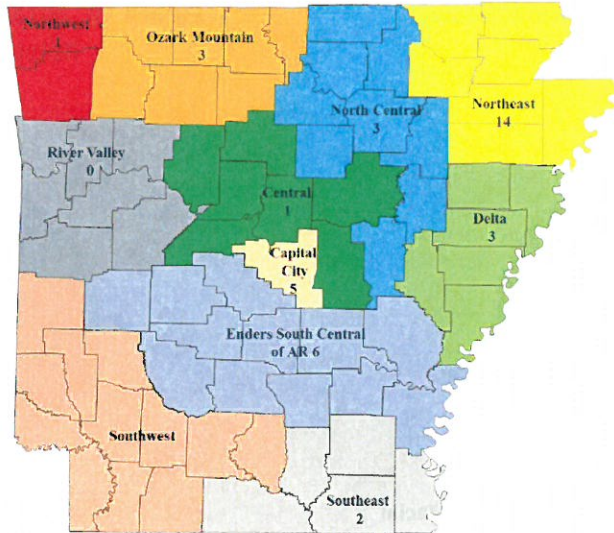 Northwest
1
Ozark Mountain
3
North Central
3
Northeast
14
River Valley
0
Central
1
Delta
3
Capital
City
5
Enders South Central
of AR 6
Southwest
Southeast
2